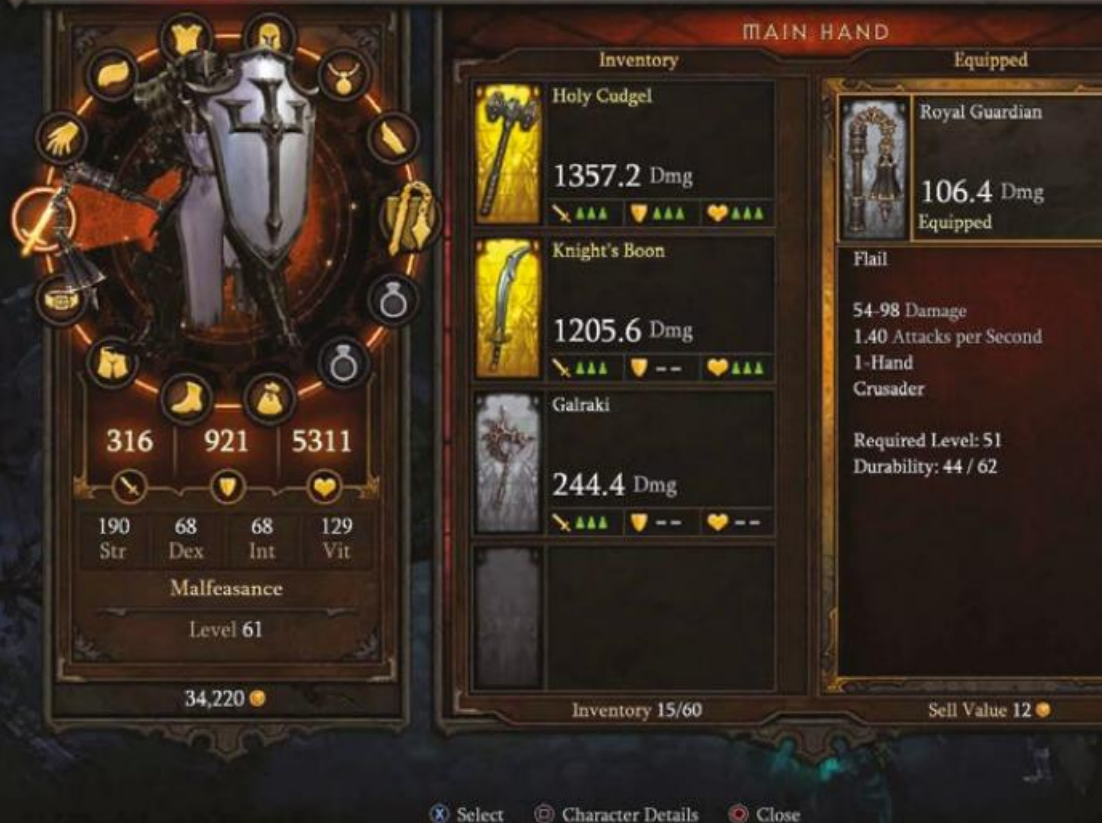 MAIN HAND
Inventory
Equipped
Holy Cudgel
1357.2 Dmg
Knight's Boon
1205.6 Dmg
Galraki
244.4 Dmg
Inventory 15/60
Royal Guardian
106.4 Dmg
Equipped
Flail
54-98 Damage
1.40 Attacks per Second
1-Hand
Crusader
Required Level: 51
Durability: 44 / 62
Sell Value 12
316 921 5311
190 68 68 129
Str Dex Int Vit
Malfeasance
Level 61
34,220
Select Character Details Close